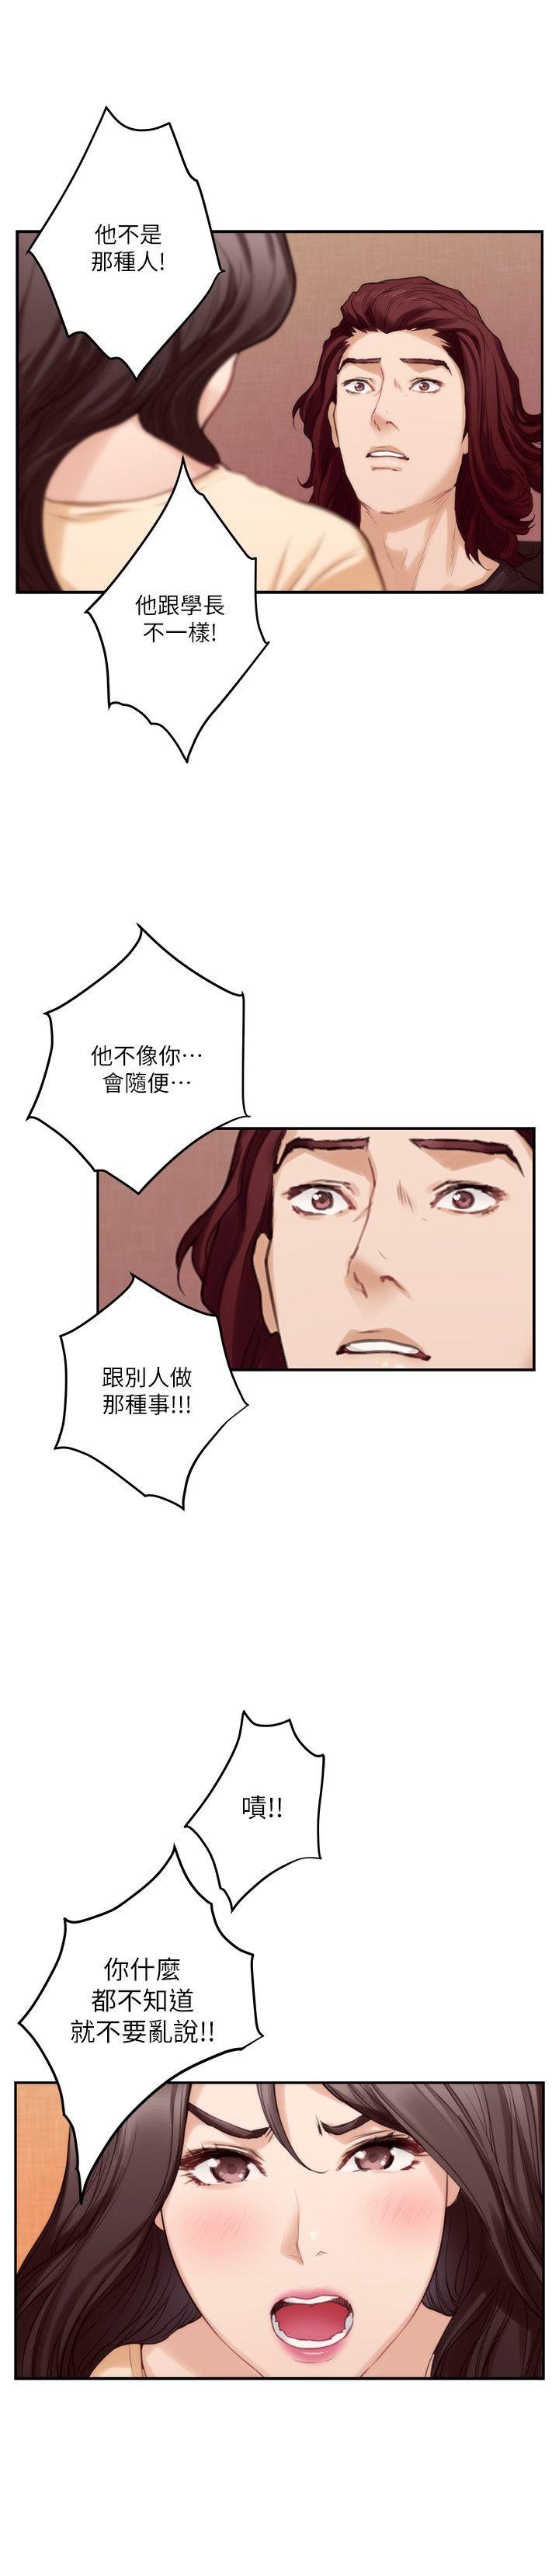 他不是
那種人!
他跟學長
不一樣!
他不像你⋯
會隨便⋯
跟別人做
那種事!!!
嘖!!
你什麼
都不知道
就不要亂說!!